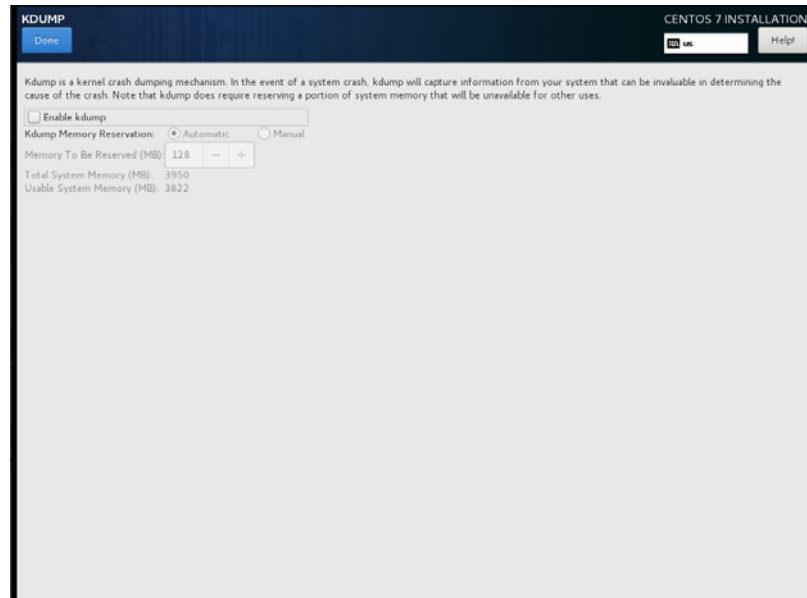 KDUMP
CENTOS 7 INSTALLATION
Done
us
Help!
Kdump is a kernel crash dumping mechanism. In the event of a system crash, kdump will capture information from your system that can be invaluable in determining the
cause of the crash. Note that kdump does require reserving a portion of system memory that will be unavailable for other uses.
Enable kdump
Kdump Memory Reservation: Automatic Manual
Memory To Be Reserved (MB): 128 − +
Total System Memory (MB): 3950
Usable System Memory (MB): 3822